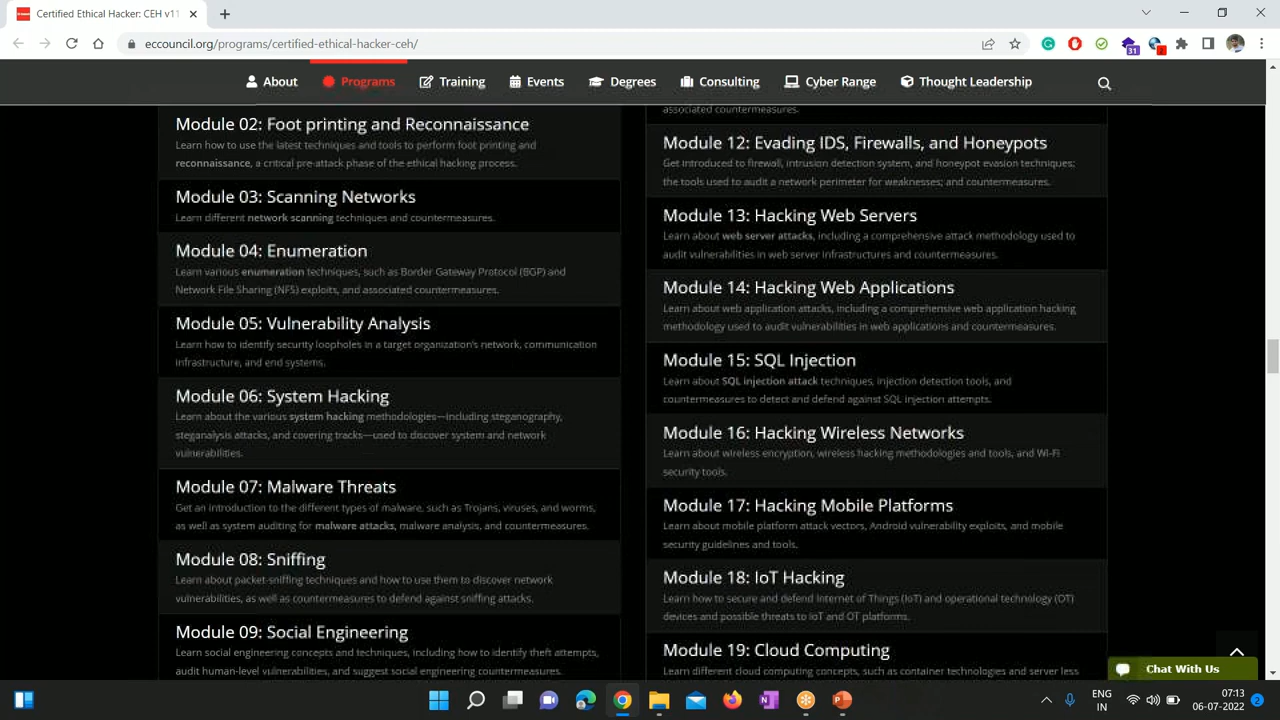 Certified Ethical Hacker: CEH v11
eccouncil.org/programs/certified-ethical-hacker-ceh/
31
2
About
Programs
Training
Events
Degrees
Consulting
Cyber Range
Thought Leadership
Module 02: Foot printing and Reconnaissance
Learn how to use the latest techniques and tools to perform foot printing and
reconnaissance, a critical pre-attack phase of the ethical hacking process.
Module 03: Scanning Networks
Learn different network scanning techniques and countermeasures.
Module 04: Enumeration
Learn various enumeration techniques, such as Border Gateway Protocol (BGP) and
Network File Sharing (NFS) exploits, and associated countermeasures.
Module 05: Vulnerability Analysis
Learn how to identify security loopholes in a target organization's network, communication
infrastructure, and end systems.
Module 06: System Hacking
Learn about the various system hacking methodologies—including steganography,
steganalysis attacks, and covering tracks—used to discover system and network
vulnerabilities.
Module 07: Malware Threats
Get an introduction to the different types of malware, such as Trojans, viruses, and worms,
as well as system auditing for malware attacks, malware analysis, and countermeasures.
Module 08: Sniffing
Learn about packet-sniffing techniques and how to use them to discover network
vulnerabilities, as well as countermeasures to defend against sniffing attacks.
Module 09: Social Engineering
Learn social engineering concepts and techniques, including how to identify theft attempts,
audit human-level vulnerabilities, and suggest social engineering countermeasures.
associated countermeasures.
Module 12: Evading IDS, Firewalls, and Honeypots
Get introduced to firewall, intrusion detection system, and honeypot evasion techniques;
the tools used to audit a network perimeter for weaknesses; and countermeasures.
Module 13: Hacking Web Servers
Learn about web server attacks, including a comprehensive attack methodology used to
audit vulnerabilities in web server infrastructures and countermeasures.
Module 14: Hacking Web Applications
Learn about web application attacks, including a comprehensive web application hacking
methodology used to audit vulnerabilities in web applications and countermeasures.
Module 15: SQL Injection
Learn about SQL injection attack techniques, injection detection tools, and
countermeasures to detect and defend against SQL injection attempts.
Module 16: Hacking Wireless Networks
Learn about wireless encryption, wireless hacking methodologies and tools, and Wi-Fi
security tools.
Module 17: Hacking Mobile Platforms
Learn about mobile platform attack vectors, Android vulnerability exploits, and mobile
security guidelines and tools.
Module 18: IoT Hacking
Learn how to secure and defend Internet of Things (IoT) and operational technology (OT)
devices and possible threats to IoT and OT platforms.
Module 19: Cloud Computing
Learn different cloud computing concepts, such as container technologies and server less
Chat With Us
ENG
IN
07:13
06-07-2022
2